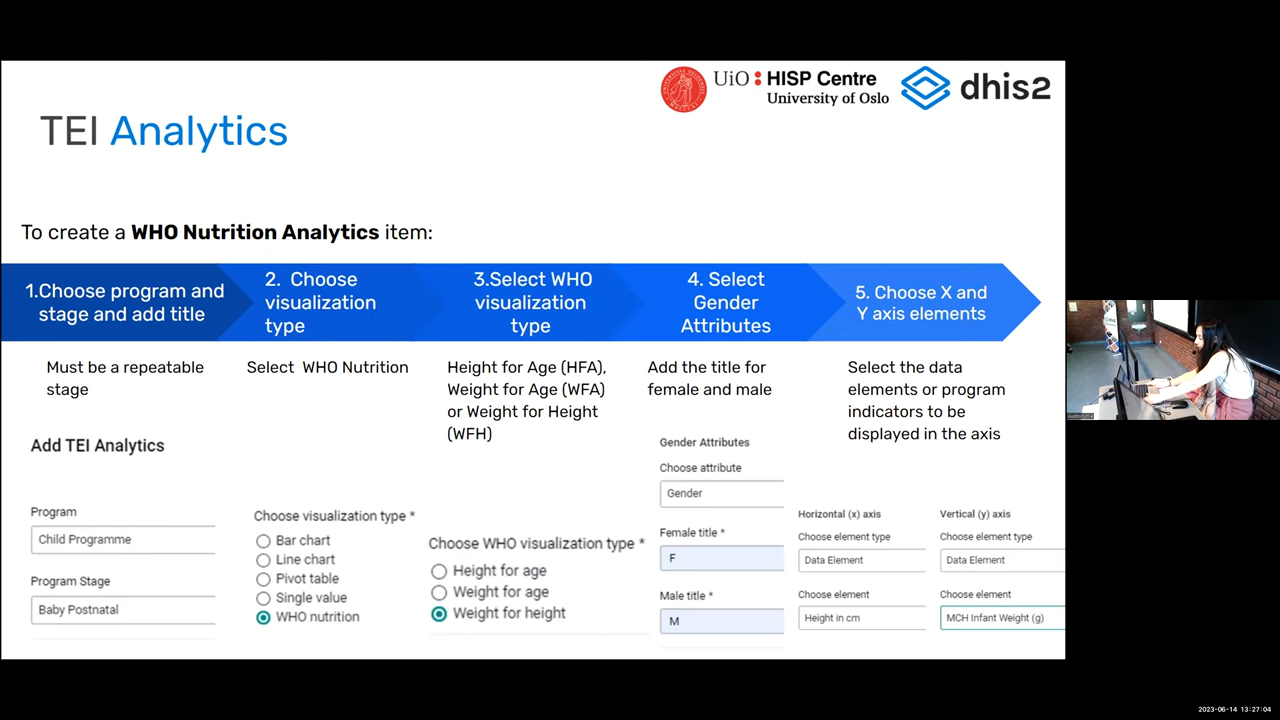 UiO : HISP Centre
University of Oslo
dhis2
TEI Analytics
To create a WHO Nutrition Analytics item:
1.Choose program and
stage and add title
2. Choose
visualization
type
3.Select WHO
visualization
type
4. Select
Gender
Attributes
5. Choose X and
Y axis elements
Must be a repeatable
stage
Select WHO Nutrition
Height for Age (HFA),
Weight for Age (WFA)
or Weight for Height
(WFH)
Add the title for
female and male
Select the data
elements or program
indicators to be
displayed in the axis
Add TEI Analytics
Program
Child Programme
Program Stage
Baby Postnatal
Choose visualization type *
Bar chart
Line chart
Pivot table
Single value
WHO nutrition
Choose WHO visualization type *
Height for age
Weight for age
Weight for height
Gender Attributes
Choose attribute
Gender
Female title *
F
Male title *
M
Horizontal (x) axis
Choose element type
Data Element
Choose element
Height in cm
Vertical (y) axis
Choose element type
Data Element
Choose element
MCH Infant Weight (g)
2023-06-14 13:27:04